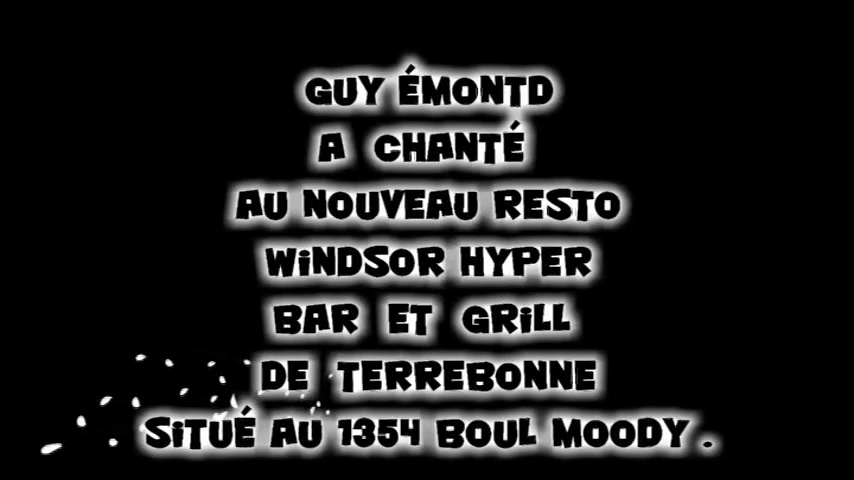 GUY ÉMONTD
A CHANTÉ
AU NOUVEAU RESTO
WiNDSOR HYPER
BAR ET GRiLL
DE TERREBONNE
SiTUÉ AU 1354 BOUL MOODY .